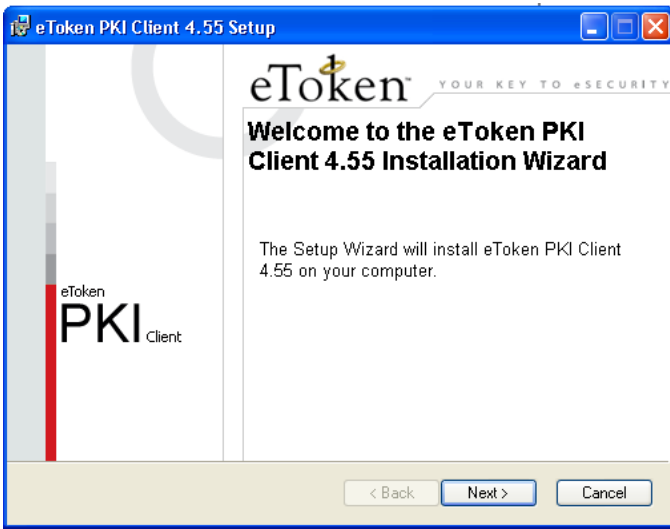 eToken PKI Client 4.55 Setup
eToken™ YOUR KEY TO eSECURITY
Welcome to the eToken PKI
Client 4.55 Installation Wizard
The Setup Wizard will install eToken PKI Client
4.55 on your computer.
eToken
PKI Client
< Back Next > Cancel